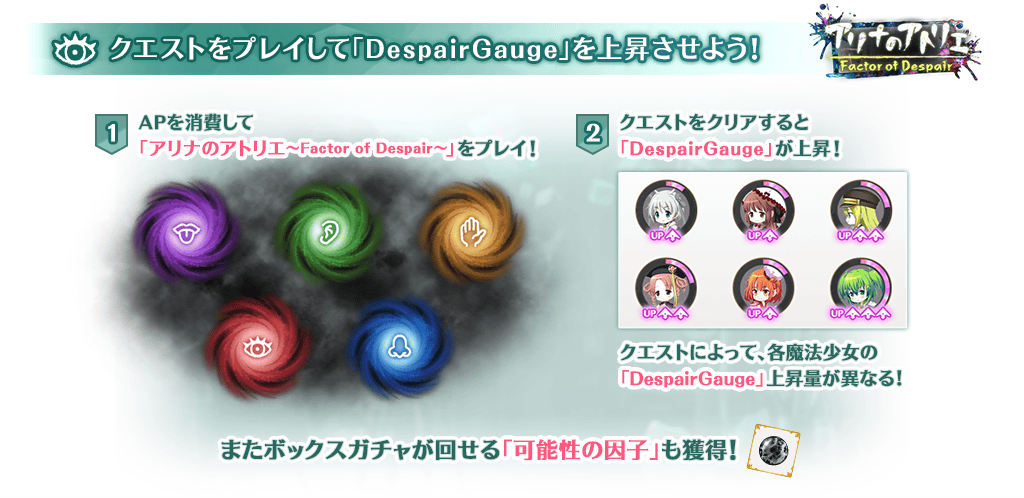 クエストをプレイして「DespairGauge」を上昇させよう!
アリナのアトリエ
Factor of Despair
1
APを消費して
「アリナのアトリエ~Factor of Despair~」をプレイ!
2
クエストをクリアすると
「DespairGauge」が上昇!
UP UP UP
UP UP UP
クエストによって、各魔法少女の
「DespairGauge」上昇量が異なる!
またボックスガチャが回せる「可能性の因子」も獲得!